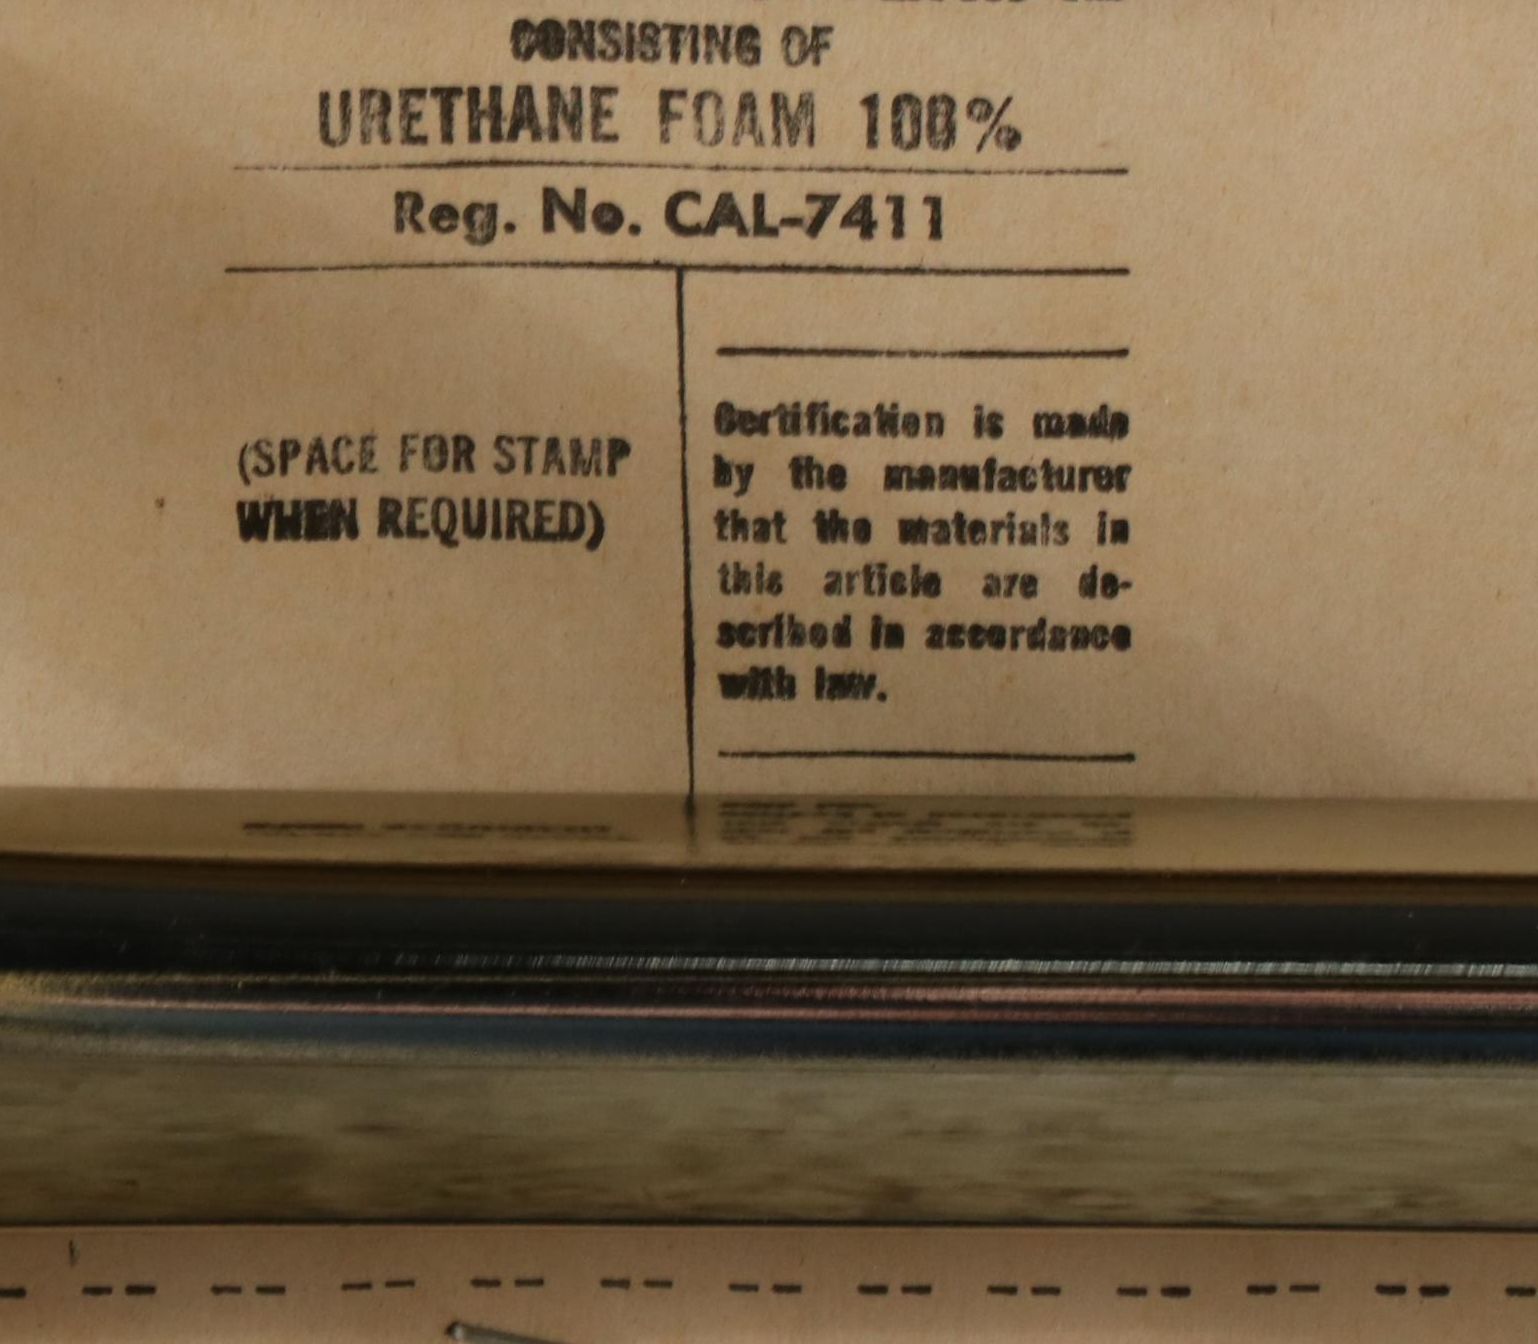 CONSISTING OF
URETHANE FOAM 100%
Reg. No. CAL-7411
(SPACE FOR STAMP
WHEN REQUIRED)
Certification is made
by the manufacturer
that the materials in
this article are de-
scribed in accordance
with law.